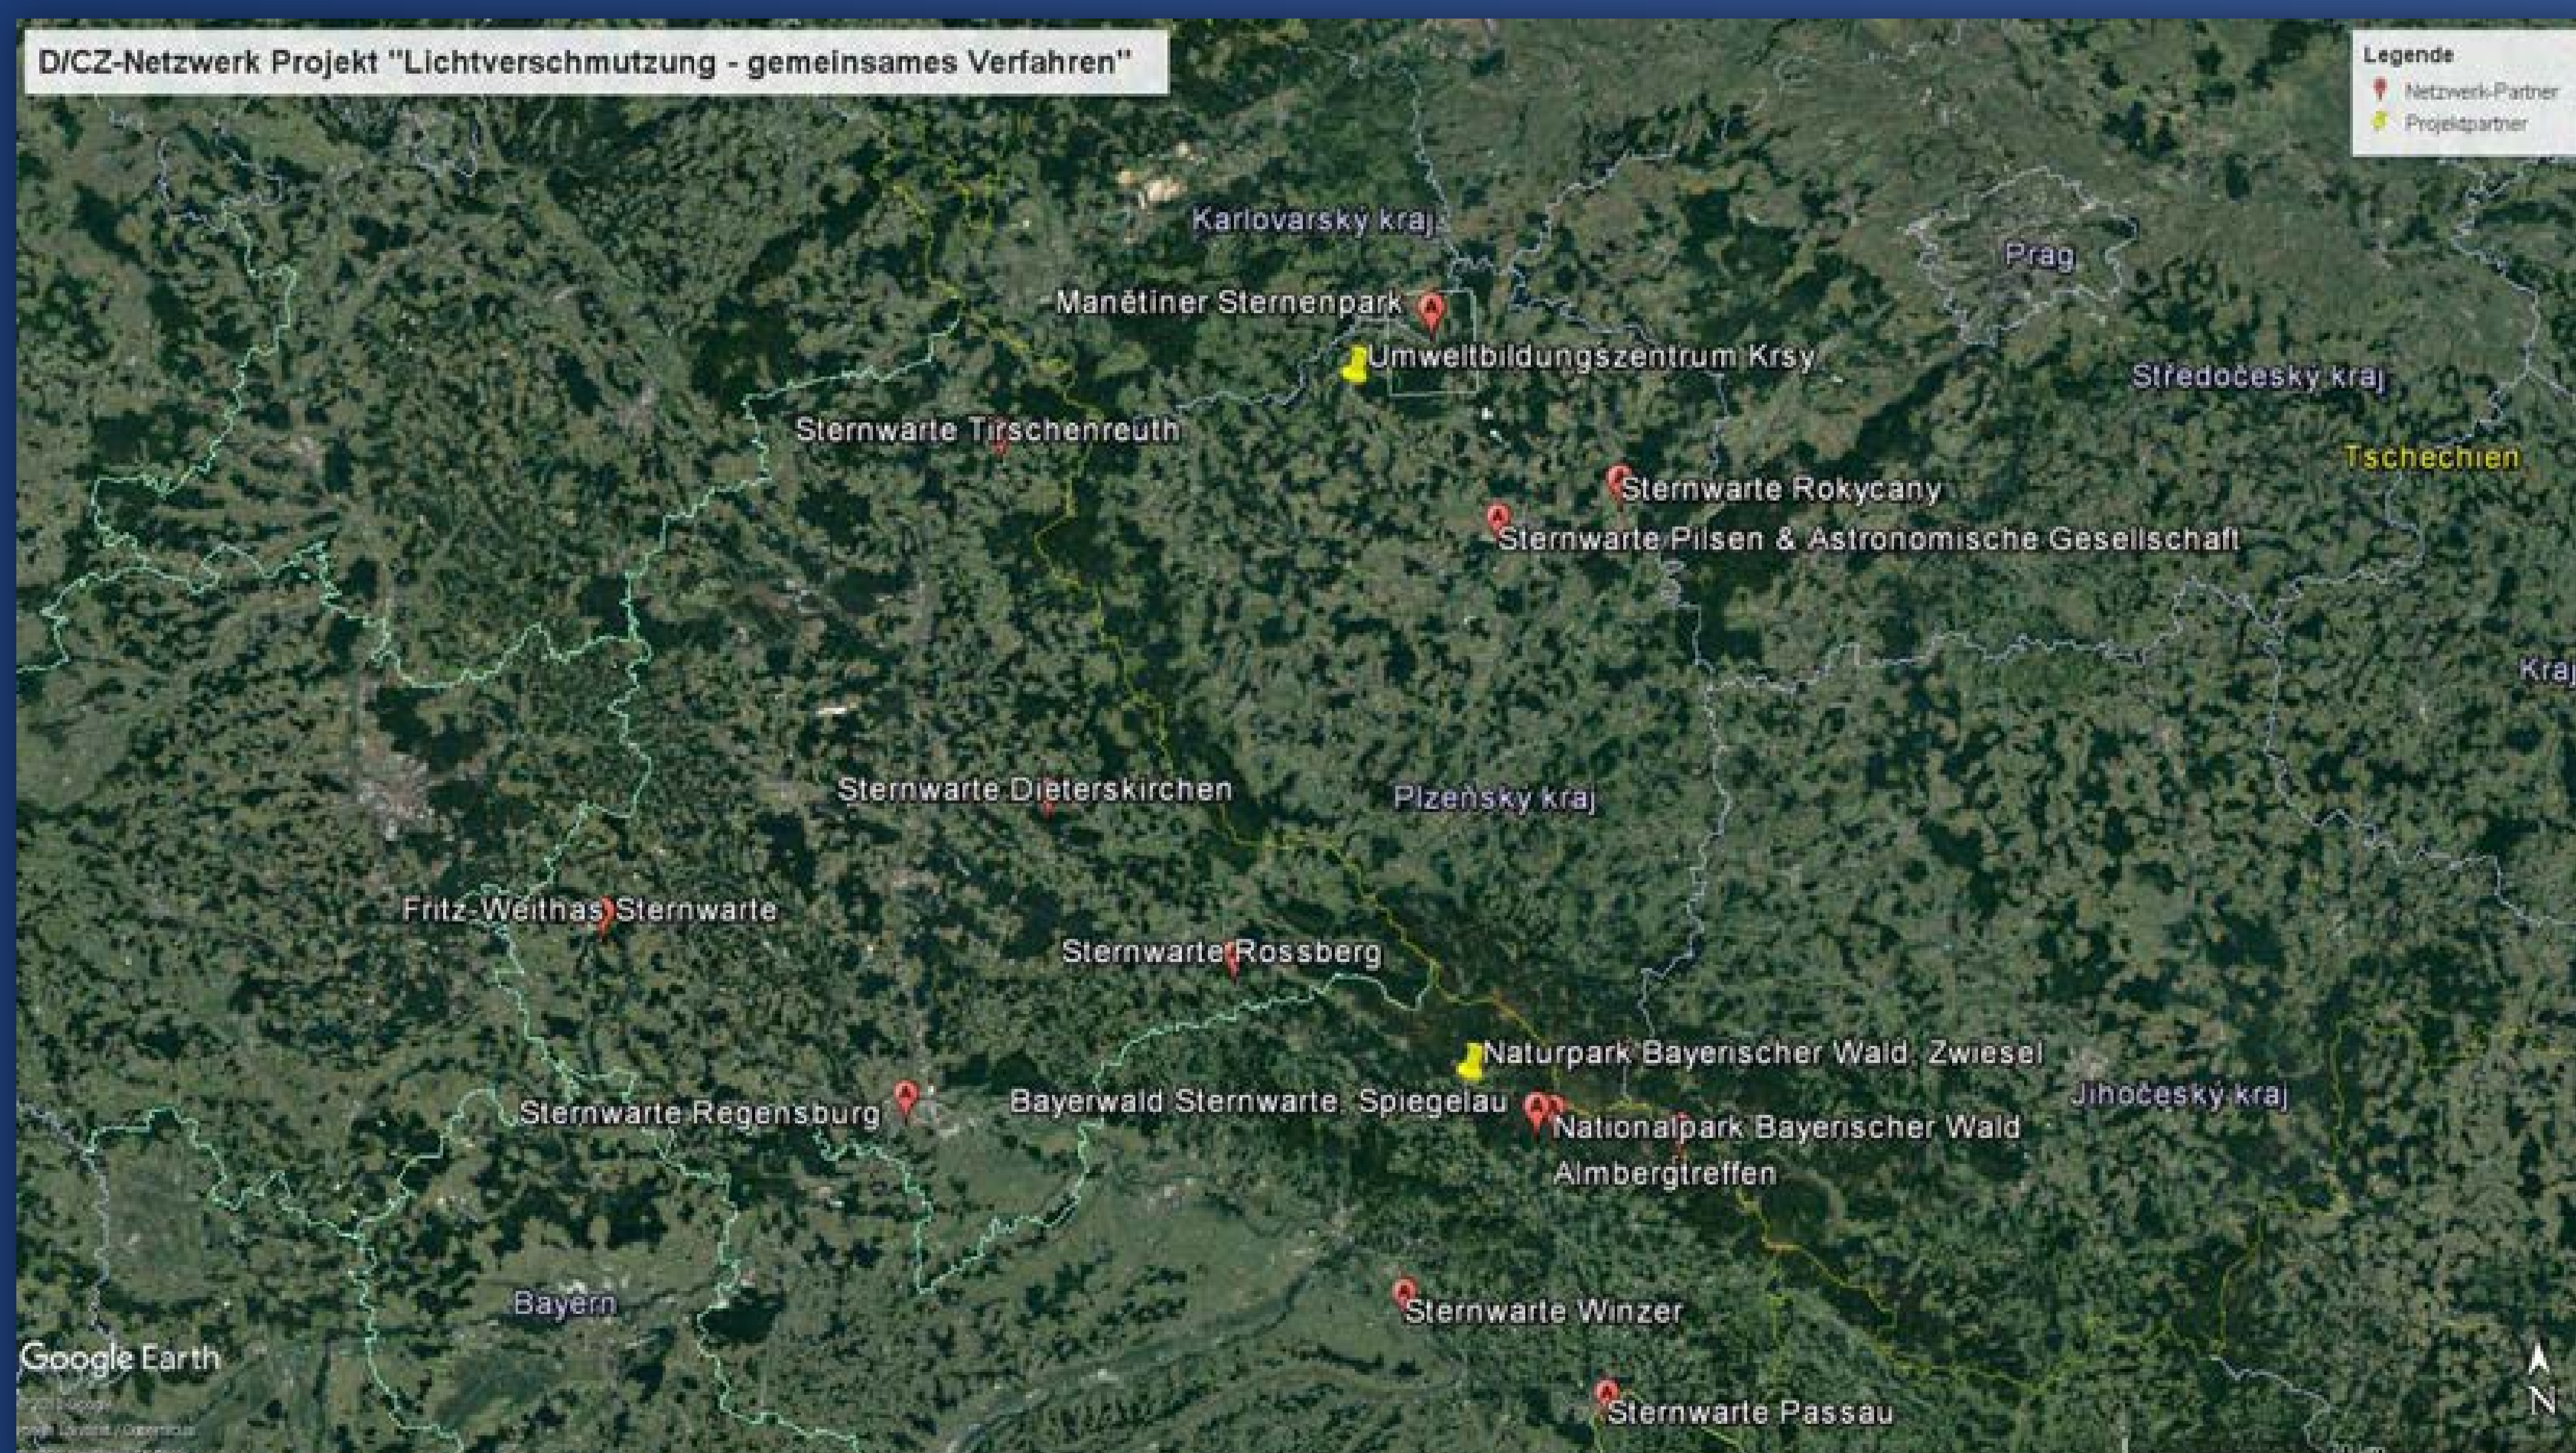 D/CZ-Netzwerk Projekt "Lichtverschmutzung - gemeinsames Verfahren"
Legende
Netzwerk-Partner
Projektpartner
Karlovarský kraj
Prag
Manětiner Sternenpark
Umweltbildungszentrum Krsy
Středočeský kraj
Sternwarte Tirschenreuth
Tschechien
Sternwarte Rokycany
Sternwarte Pilsen & Astronomische Gesellschaft
Kraj
Sternwarte Dieterskirchen
Plzeňský kraj
Fritz-Weithas Sternwarte
Sternwarte Rossberg
Naturpark Bayerischer Wald, Zwiesel
Jihočeský kraj
Bayerwald Sternwarte, Spiegelau
Sternwarte Regensburg
Nationalpark Bayerischer Wald
Almbergtreffen
Bayern
Sternwarte Winzer
Google Earth
Sternwarte Passau
N